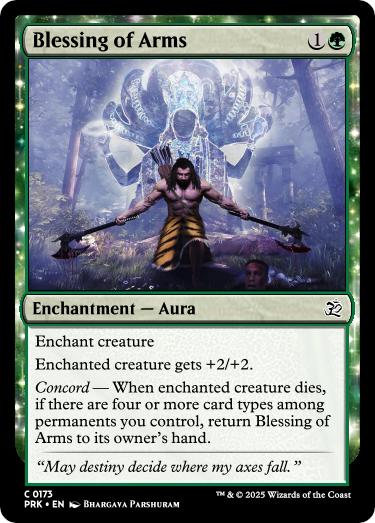 Blessing of Arms 1
Enchantment — Aura
Enchant creature
Enchanted creature gets +2/+2.
Concord — When enchanted creature dies,
if there are four or more card types among
permanents you control, return Blessing of
Arms to its owner's hand.
“May destiny decide where my axes fall.”
C 0173
PRK • EN Bhargava Parshuram
™ & © 2025 Wizards of the Coast